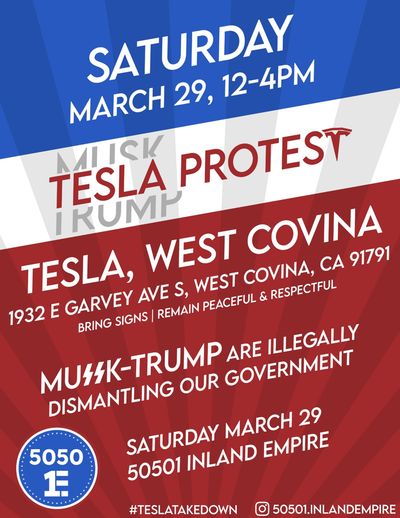 SATURDAY
MARCH 29, 12-4PM
MUSK
TESLA PROTEST
TRUMP
TESLA, WEST COVINA
1932 E GARVEY AVE S, WEST COVINA, CA 91791
BRING SIGNS | REMAIN PEACEFUL & RESPECTFUL
MUϟϟK-TRUMP ARE ILLEGALLY
DISMANTLING OUR GOVERNMENT
SATURDAY MARCH 29
50501 INLAND EMPIRE
5050
1E
#TESLATAKEDOWN
50501.INLANDEMPIRE